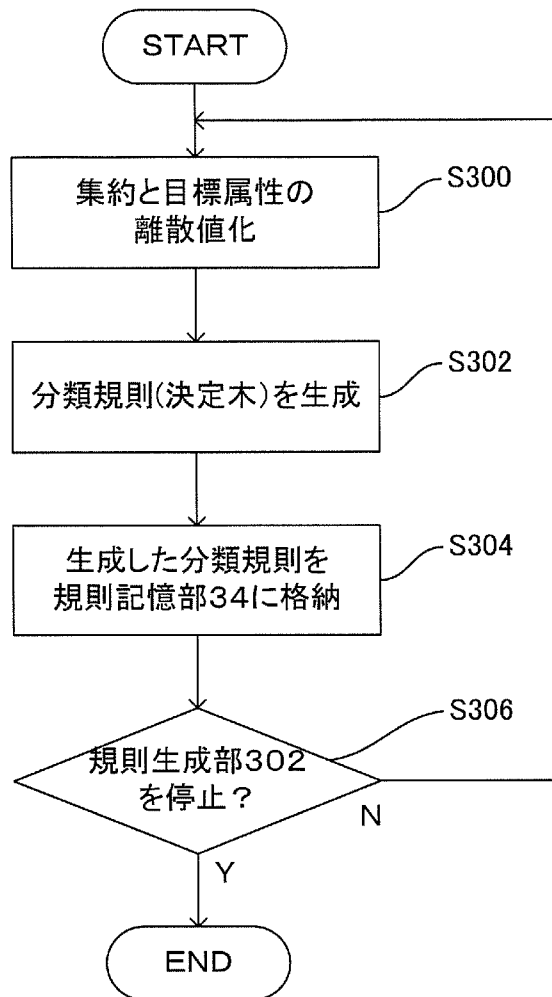 START
集約と目標属性の
離散値化
S300
分類規則(決定木)を生成
S302
生成した分類規則を
規則記憶部34に格納
S304
規則生成部302
を停止?
S306
N
Y
END